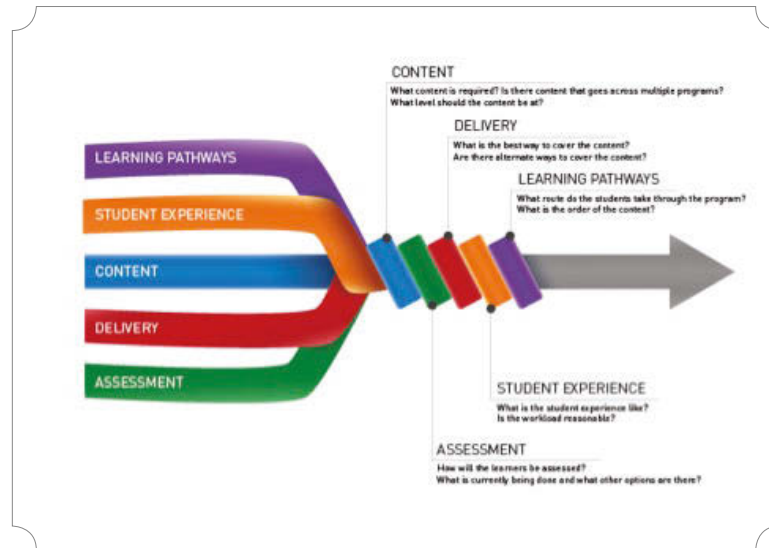 CONTENT
What content is required? Is there content that goes across multiple programs?
What level should the content be at?
DELIVERY
What is the best way to cover the content?
Are there alternate ways to cover the content?
LEARNING PATHWAYS
What route do the students take through the program?
What is the order of the content?
LEARNING PATHWAYS
STUDENT EXPERIENCE
CONTENT
DELIVERY
ASSESSMENT
STUDENT EXPERIENCE
What is the student experience like?
Is the workload reasonable?
ASSESSMENT
How will the learners be assessed?
What is currently being done and what other options are there?